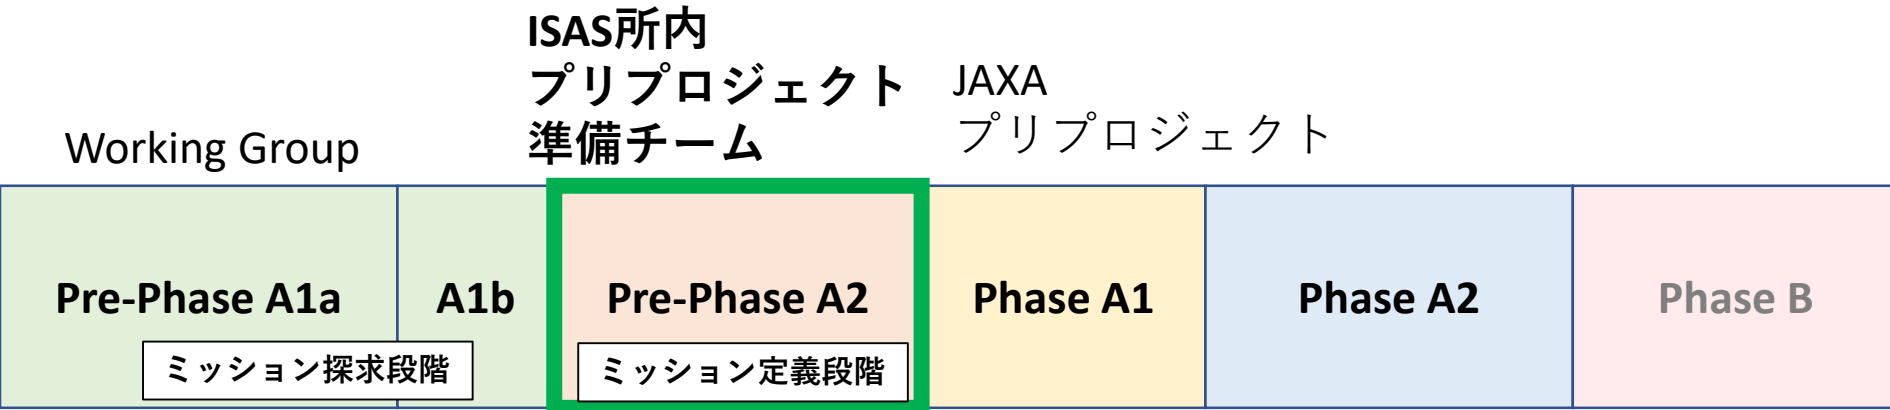 ISAS所内
プリプロジェクト
準備チーム
JAXA
プリプロジェクト
Working Group
Pre-Phase A1a
A1b
Pre-Phase A2
Phase A1
Phase A2
Phase B
ミッション探求段階
ミッション定義段階